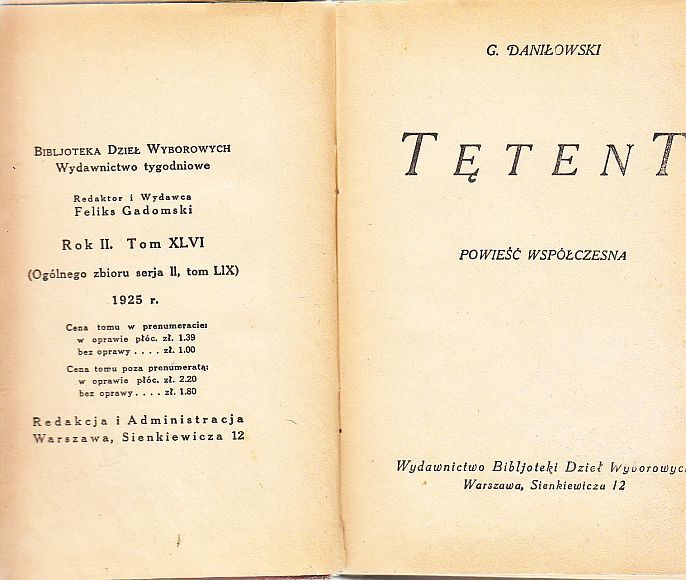 BIBLJOTEKA DZIEŁ WYBOROWYCH
Wydawnictwo tygodniowe
Redaktor i Wydawca
Feliks Gadomski
Rok II. Tom XLVI
(Ogólnego zbioru serja II, tom LIX)
1925 r.
Cena tomu w prenumeracie:
w oprawie płóc. zł. 1.39
bez oprawy .... zł. 1.00
Cena tomu poza prenumeratą:
w oprawie płóc. zł. 2.20
bez oprawy .... zł. 1.80
Redakcja i Administracja
Warszawa, Sienkiewicza 12
G. DANIŁOWSKI
TĘTENT
POWIEŚĆ WSPÓŁCZESNA
Wydawnictwo Bibljoteki Dzieł Wyborowych
Warszawa, Sienkiewicza 12